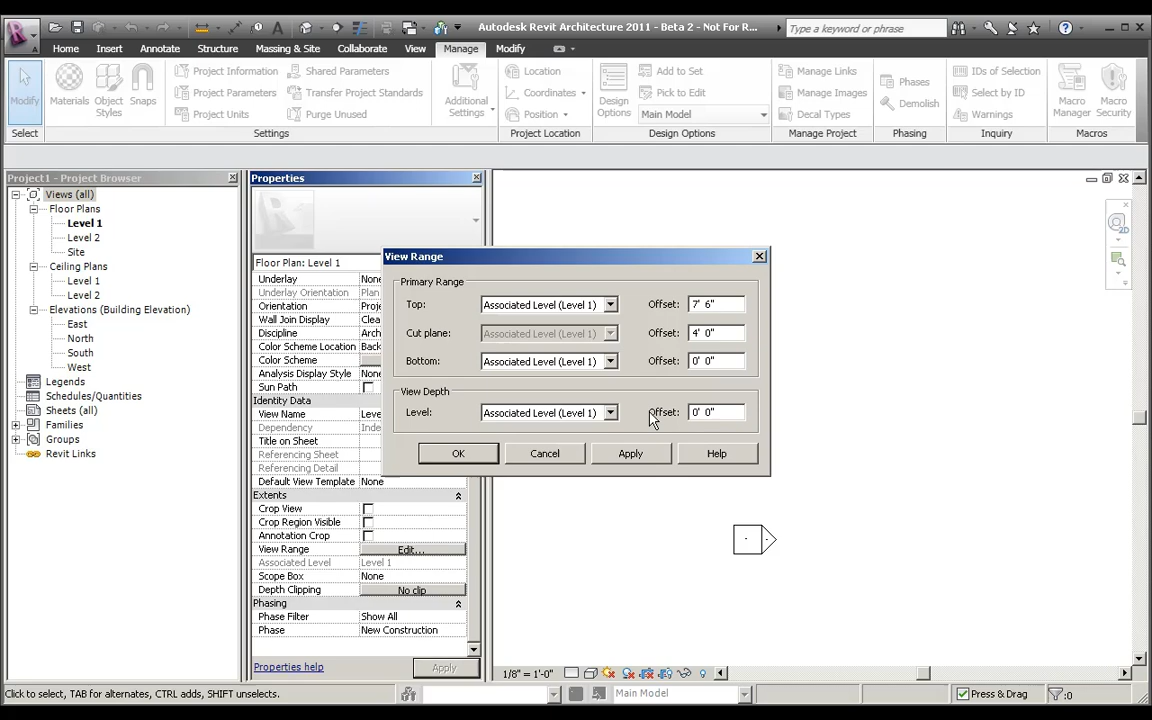 Autodesk Revit Architecture 2011 - Beta 2 - Not For R...
Type a keyword or phrase
Home Insert Annotate Structure Massing & Site Collaborate View Manage Modify
Modify
Materials
Object Styles
Snaps
Project Information
Project Parameters
Project Units
Shared Parameters
Transfer Project Standards
Purge Unused
Additional Settings
Location
Coordinates
Position
Design Options
Add to Set
Pick to Edit
Main Model
Manage Links
Manage Images
Decal Types
Phases
Demolish
IDs of Selection
Select by ID
Warnings
Macro Manager
Macro Security
Select Settings Project Location Design Options Manage Project Phasing Inquiry Macros
Project1 - Project Browser
Views (all)
Floor Plans
Level 1
Level 2
Site
Ceiling Plans
Level 1
Level 2
Elevations (Building Elevation)
East
North
South
West
Legends
Schedules/Quantities
Sheets (all)
Families
Groups
Revit Links
Properties
Floor Plan: Level 1
Underlay None
Underlay Orientation Plan
Orientation Proje
Wall Join Display Clea
Discipline Arch
Color Scheme Location Back
Color Scheme
Analysis Display Style None
Sun Path
Identity Data
View Name Leve
Dependency Inde
Title on Sheet
Referencing Sheet
Referencing Detail
Default View Template None
Extents
Crop View
Crop Region Visible
Annotation Crop
View Range Edit...
Associated Level Level 1
Scope Box None
Depth Clipping No clip
Phasing
Phase Filter Show All
Phase New Construction
Properties help Apply
View Range
Primary Range
Top: Associated Level (Level 1) Offset: 7' 6"
Cut plane: Associated Level (Level 1) Offset: 4' 0"
Bottom: Associated Level (Level 1) Offset: 0' 0"
View Depth
Level: Associated Level (Level 1) Offset: 0' 0"
OK Cancel Apply Help
2D
1/8" = 1'-0"
Click to select, TAB for alternates, CTRL adds, SHIFT unselects.
Main Model
Press & Drag
:0